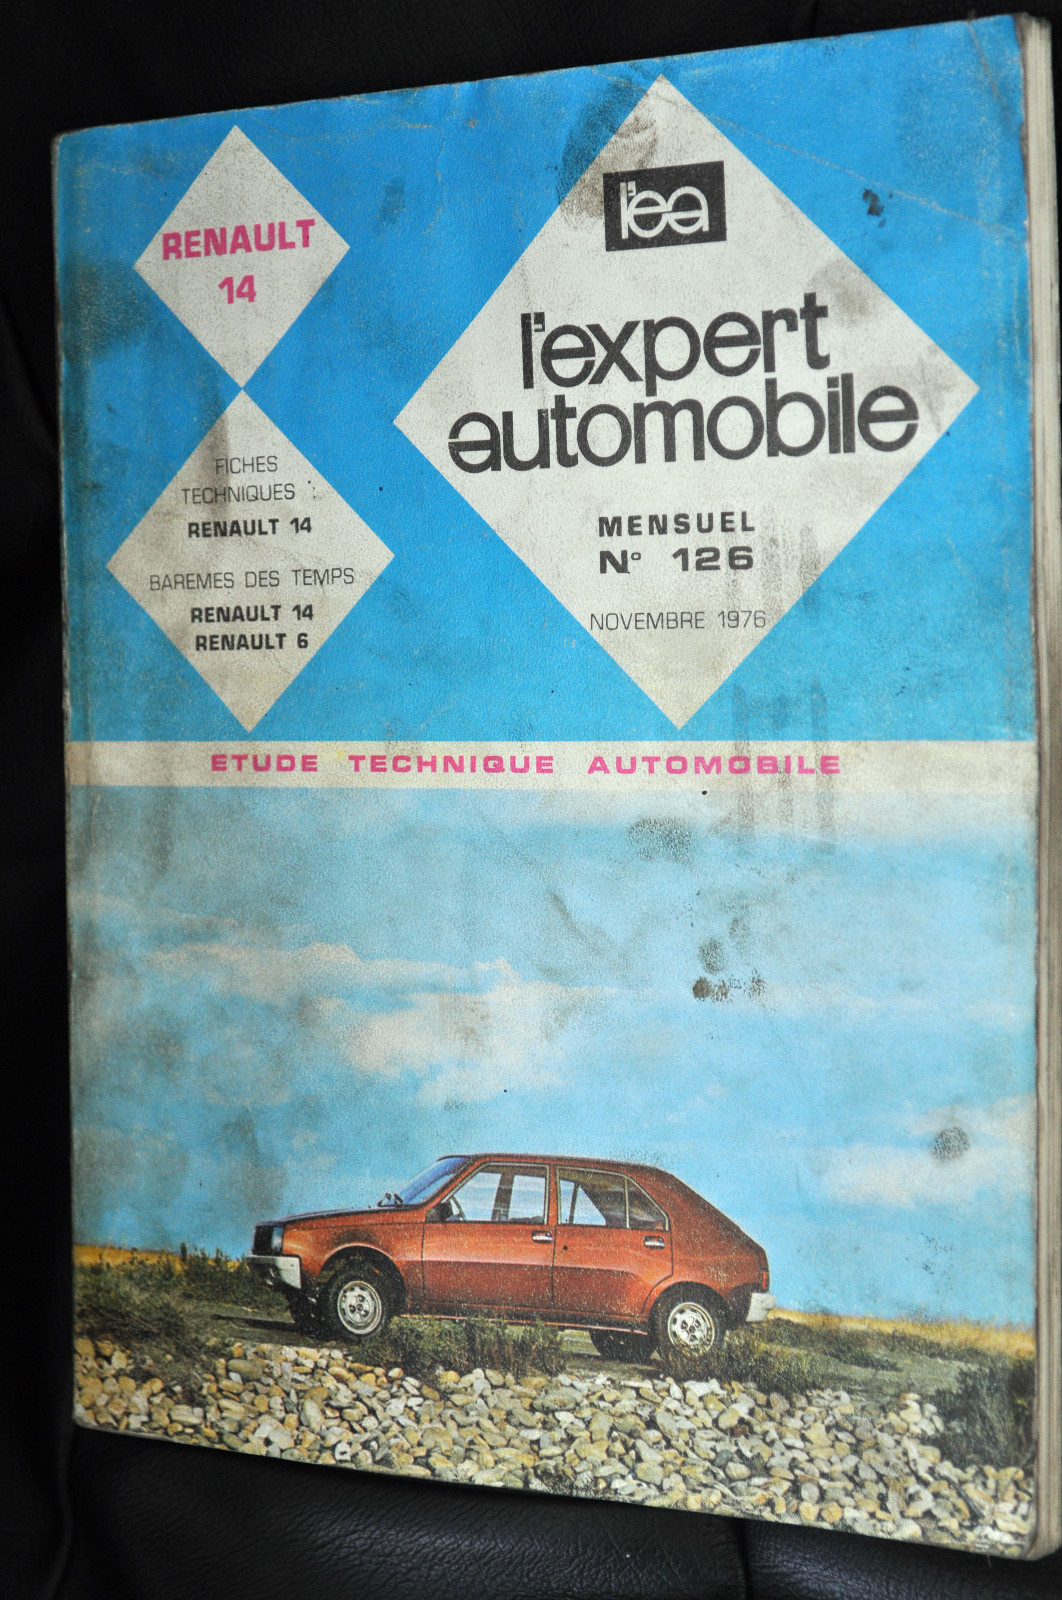 RENAULT
14
FICHES
TECHNIQUES :
RENAULT 14
BAREMES DES TEMPS
RENAULT 14
RENAULT 6
l'ea
l'expert
automobile
MENSUEL
N° 126
NOVEMBRE 1976
ETUDE TECHNIQUE AUTOMOBILE